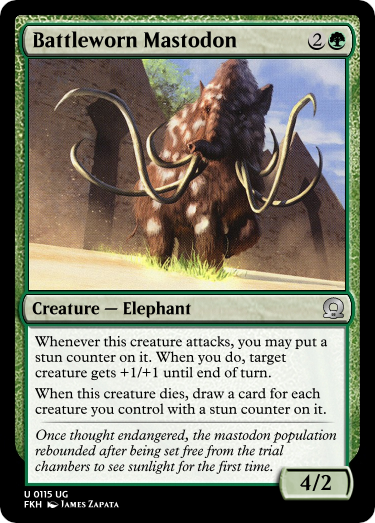 Battleworn Mastodon 2
Creature — Elephant
Whenever this creature attacks, you may put a
stun counter on it. When you do, target
creature gets +1/+1 until end of turn.
When this creature dies, draw a card for each
creature you control with a stun counter on it.
Once thought endangered, the mastodon population
rebounded after being set free from the trial
chambers to see sunlight for the first time.
4/2
U 0115 UG
FKH James Zapata